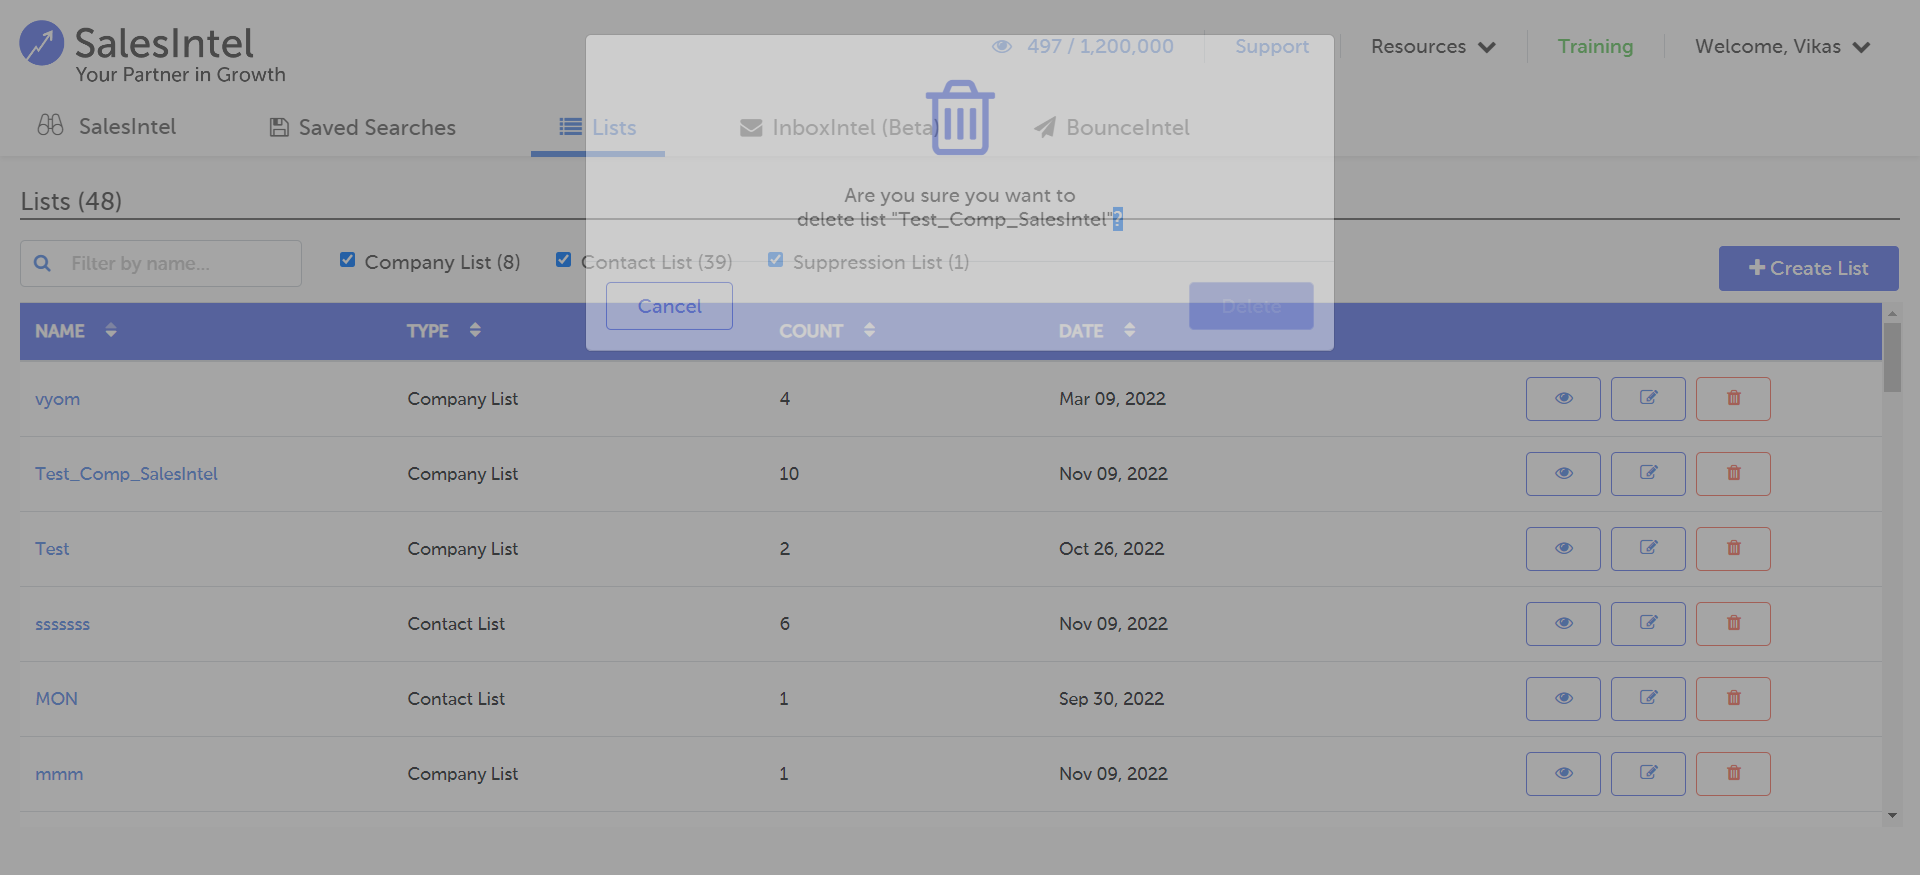 SalesIntel
Your Partner in Growth
497 / 1,200,000
Support
Resources
Training
Welcome, Vikas
SalesIntel
Saved Searches
Lists
InboxIntel (Beta)
BounceIntel
Are you sure you want to
delete list "Test_Comp_SalesIntel"?
Lists (48)
Filter by name...
Company List (8)
Contact List (39)
Suppression List (1)
Create List
Cancel
Delete
NAME TYPE COUNT DATE
vyom Company List 4 Mar 09, 2022
Test_Comp_SalesIntel Company List 10 Nov 09, 2022
Test Company List 2 Oct 26, 2022
sssssss Contact List 6 Nov 09, 2022
MON Contact List 1 Sep 30, 2022
mmm Company List 1 Nov 09, 2022